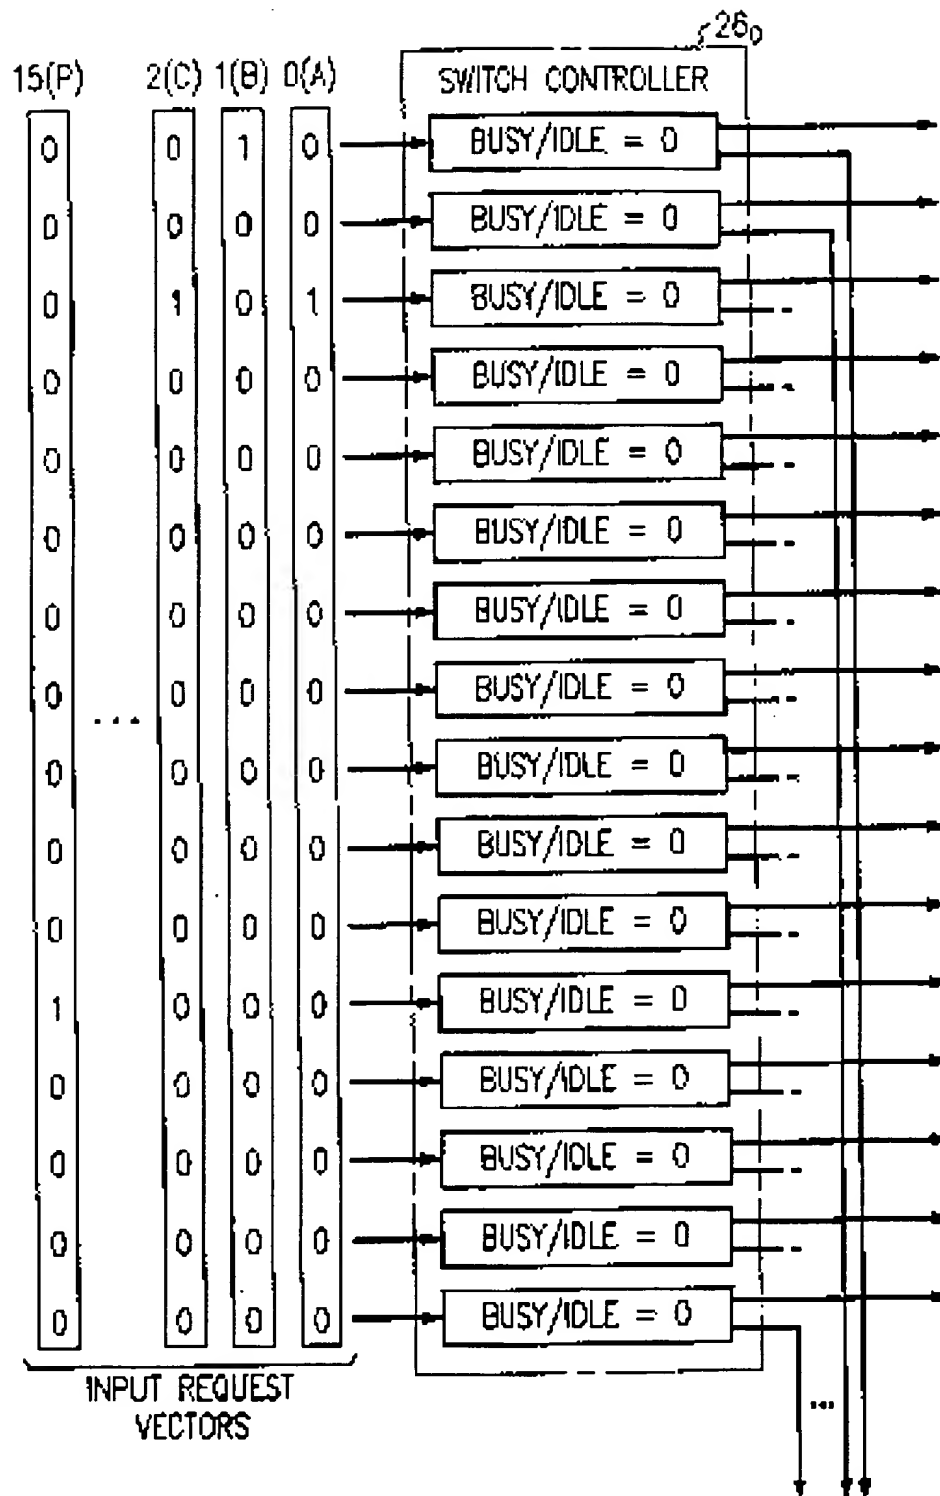 26₀
15(P) 2(C) 1(B) 0(A) SWITCH CONTROLLER
0 0 1 0 BUSY/IDLE = 0
0 0 0 0 BUSY/IDLE = 0
0 1 0 1 BUSY/IDLE = 0
0 0 0 0 BUSY/IDLE = 0
0 0 0 0 BUSY/IDLE = 0
0 0 0 0 BUSY/IDLE = 0
0 0 0 0 BUSY/IDLE = 0
0 0 0 0 BUSY/IDLE = 0
...
0 0 0 0 BUSY/IDLE = 0
0 0 0 0 BUSY/IDLE = 0
0 0 0 0 BUSY/IDLE = 0
1 0 0 0 BUSY/IDLE = 0
0 0 0 0 BUSY/IDLE = 0
0 0 0 0 BUSY/IDLE = 0
0 0 0 0 BUSY/IDLE = 0
0 0 0 0 BUSY/IDLE = 0
INPUT REQUEST
VECTORS
...